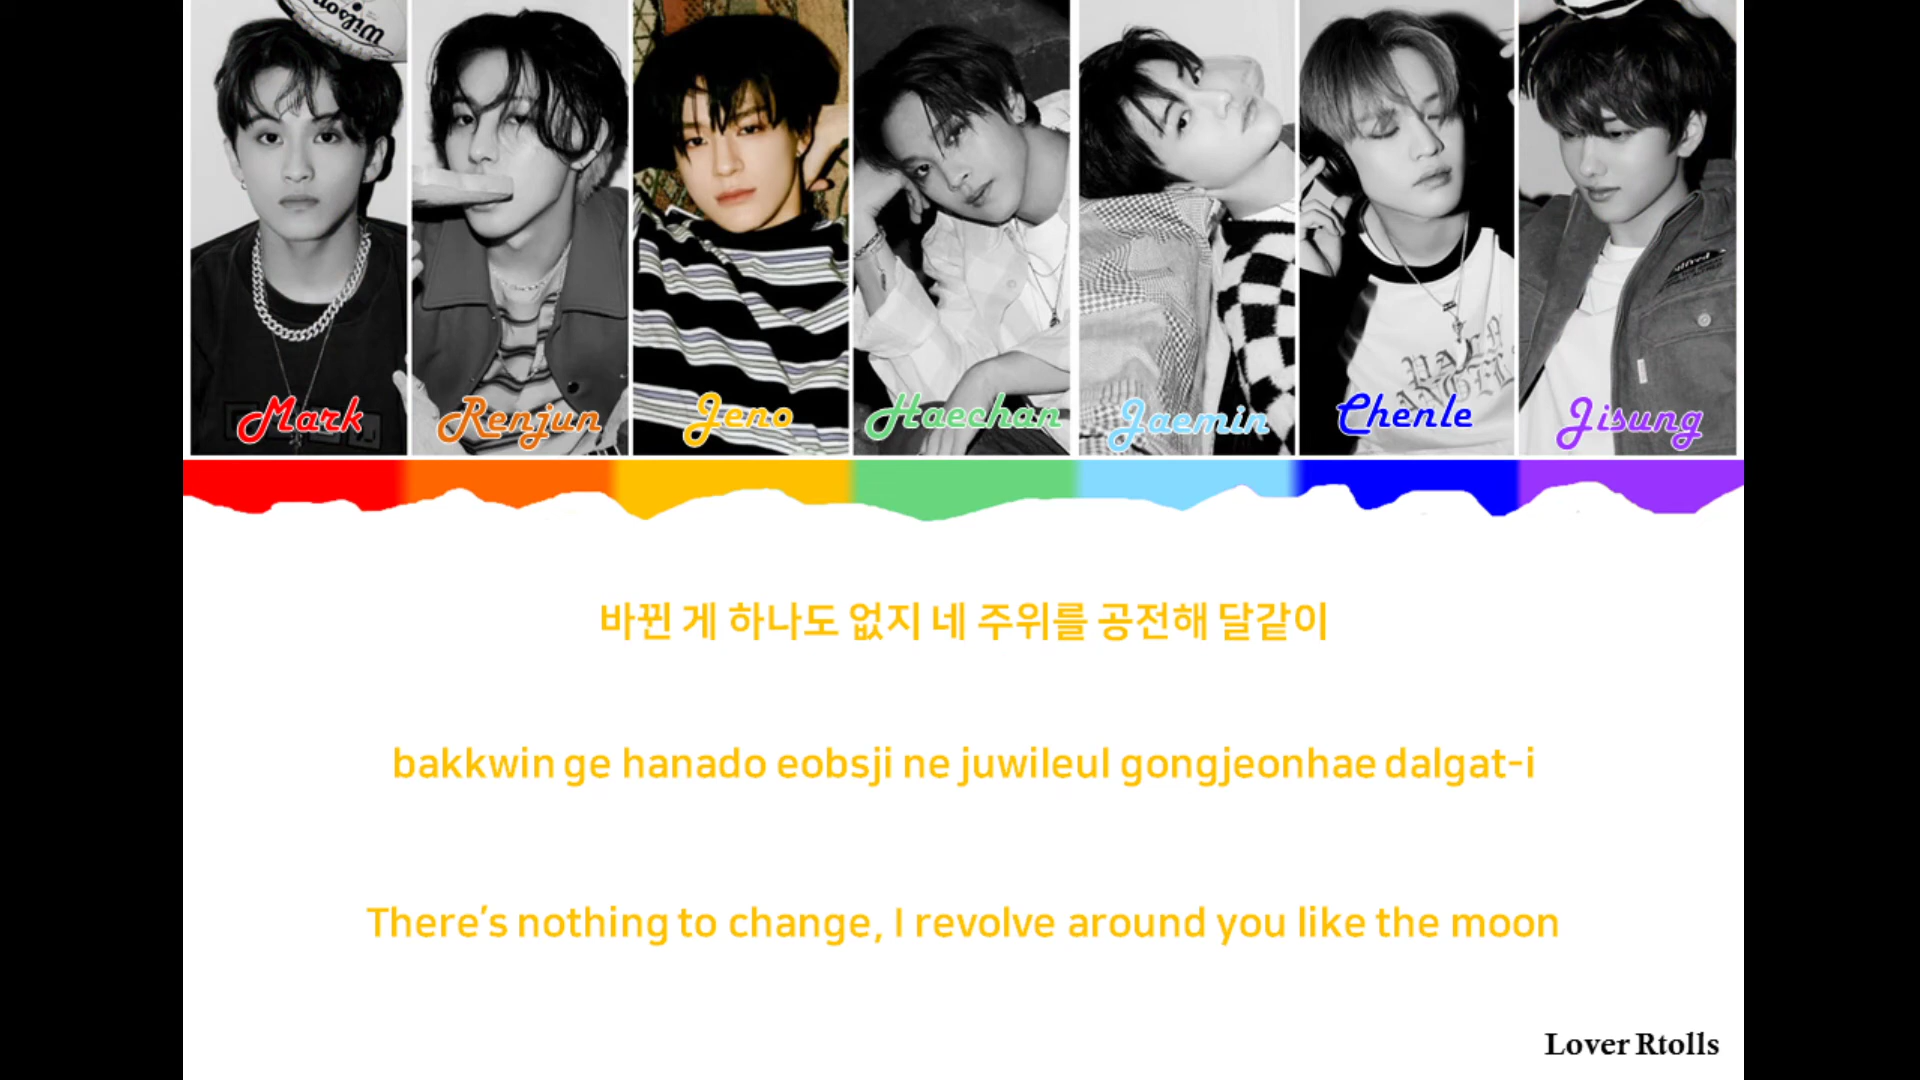 Wilson
Mark
Renjun
Jeno
Haechan
Jaemin
Chenle
Jisung
바뀐 게 하나도 없지 네 주위를 공전해 달같이
bakkwin ge hanado eobsji ne juwileul gongjeonhae dalgat-i
There's nothing to change, I revolve around you like the moon
Lover Rtolls